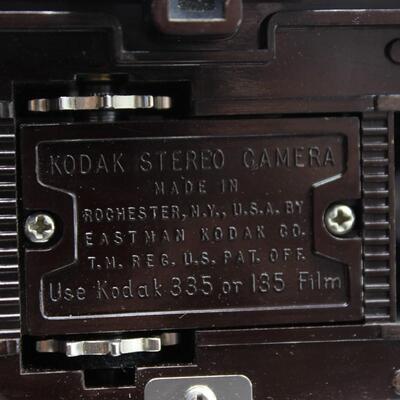 KODAK STEREO CAMERA
MADE IN
ROCHESTER, N.Y., U.S.A. BY
EASTMAN KODAK CO.
T.M. REG. U.S. PAT. OFF.
Use Kodak 335 or 135 Film